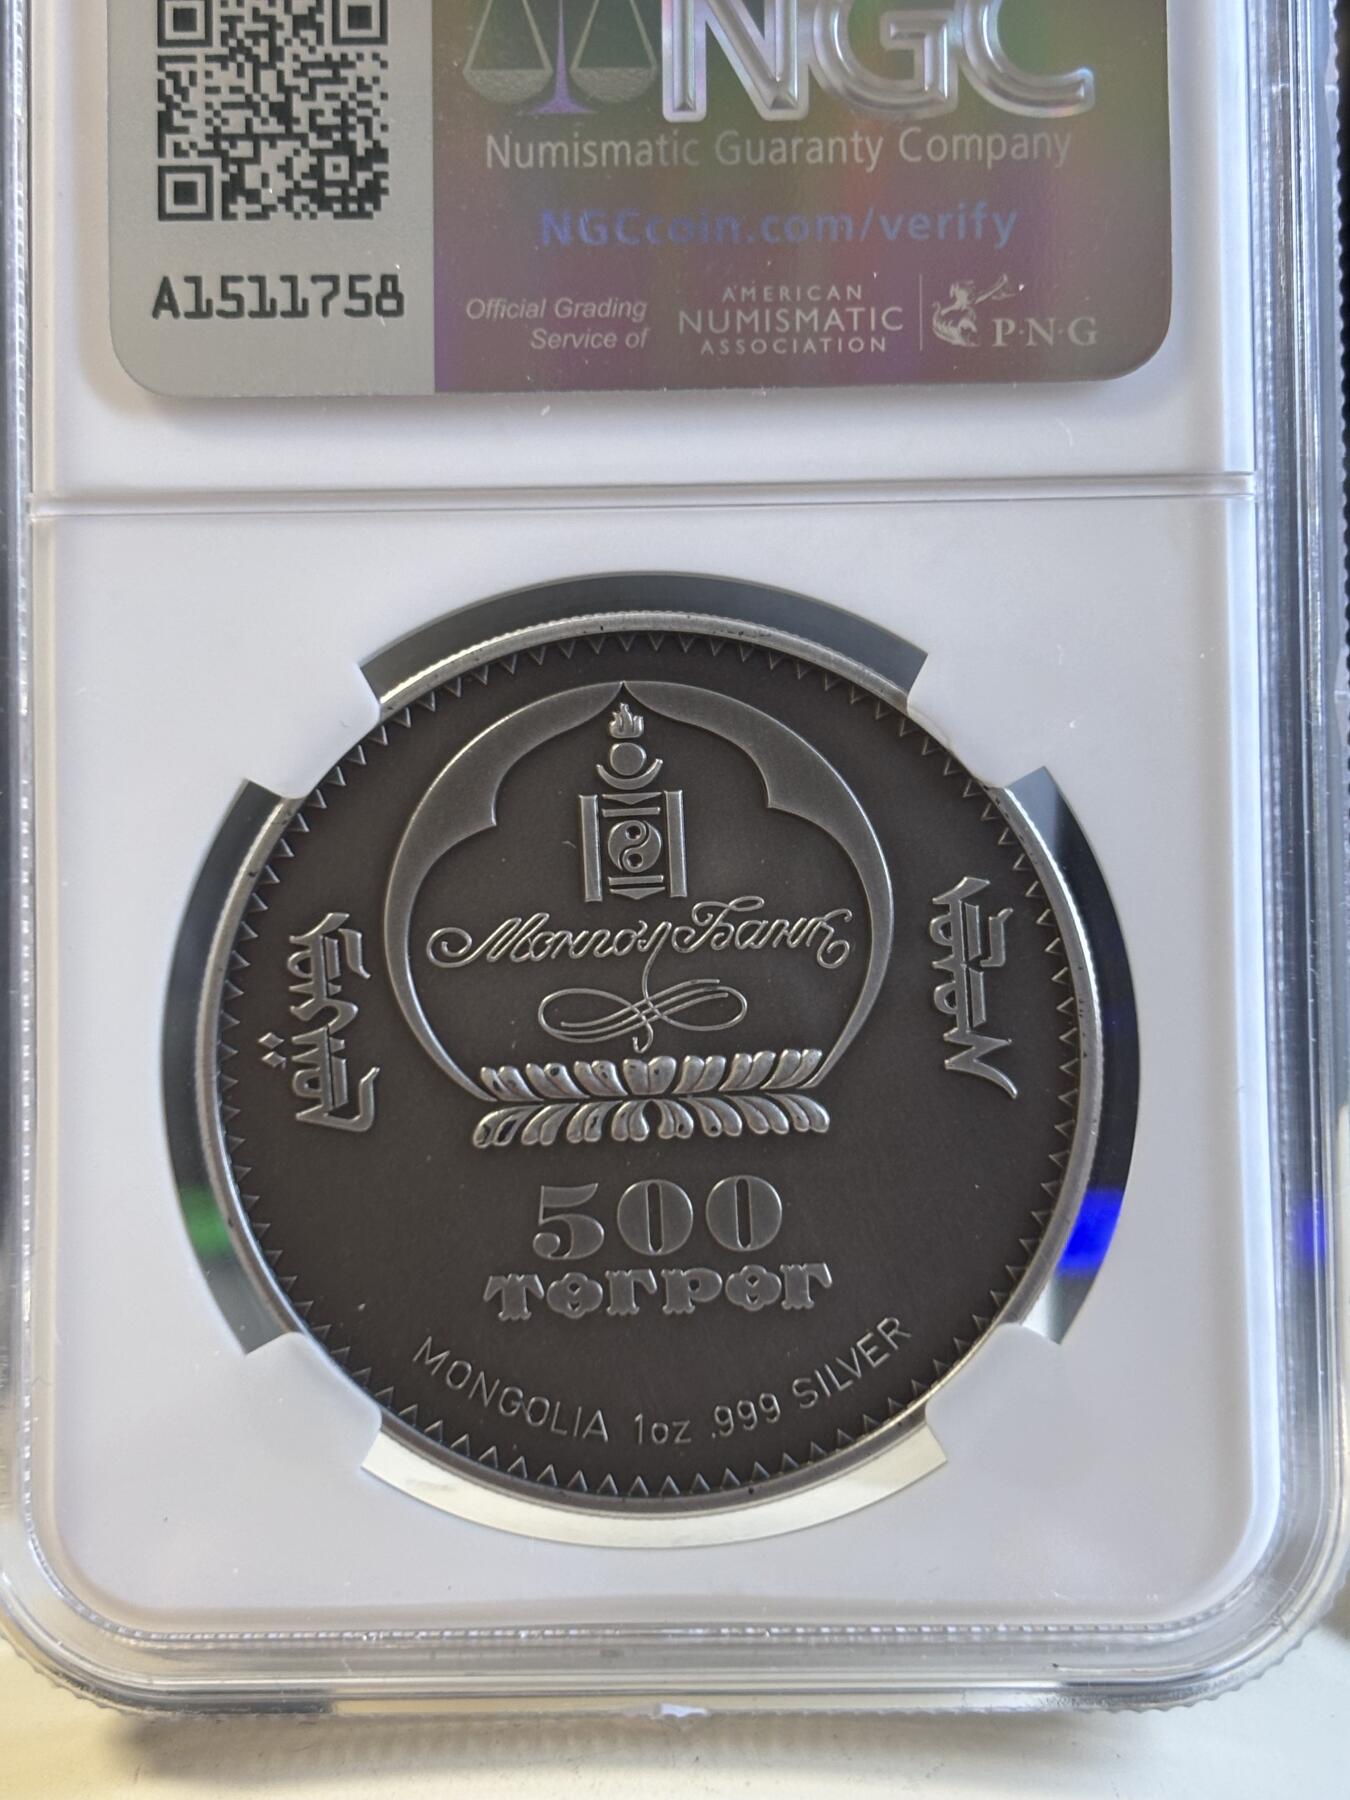 NGC
Numismatic Guaranty Company
NGCcoin.com/verify
A1511758
Official Grading
Service of
AMERICAN
NUMISMATIC
ASSOCIATION
P·N·G
Монгол Банк
500
ТӨГРӨГ
MONGOLIA 1oz .999 SILVER